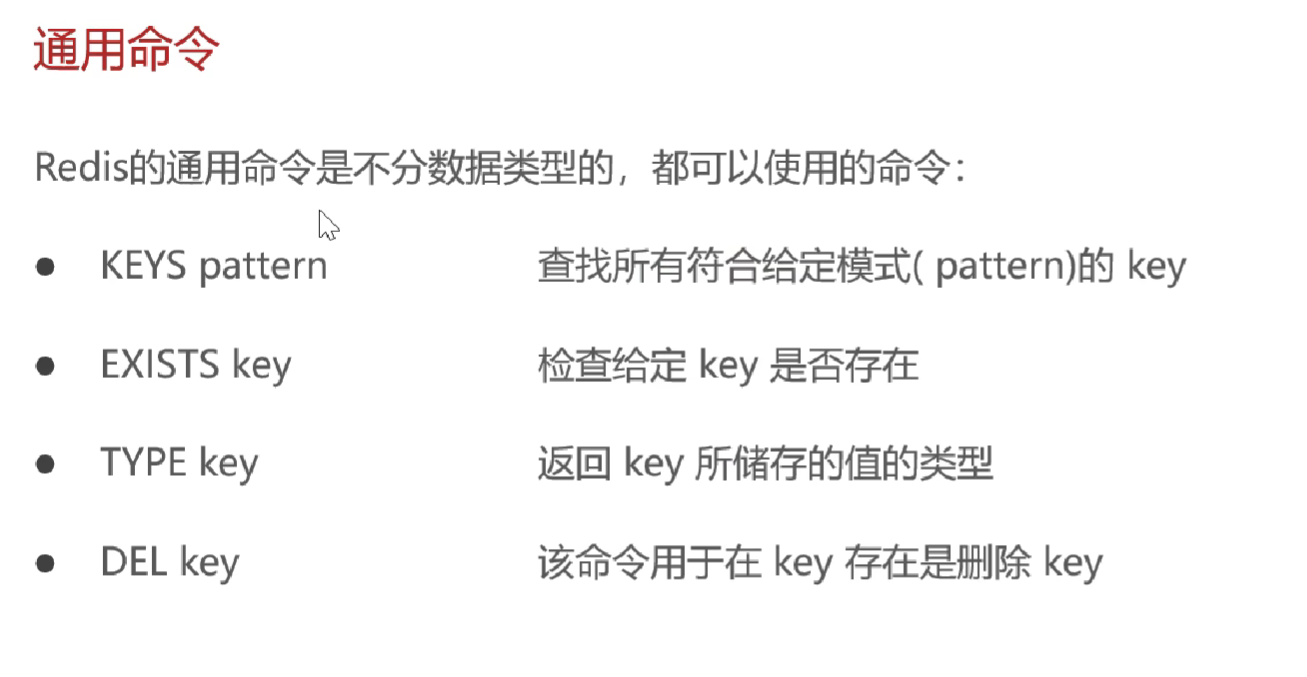 通用命令
Redis的通用命令是不分数据类型的，都可以使用的命令：
● KEYS pattern 查找所有符合给定模式( pattern)的 key
● EXISTS key 检查给定 key 是否存在
● TYPE key 返回 key 所储存的值的类型
● DEL key 该命令用于在 key 存在是删除 key